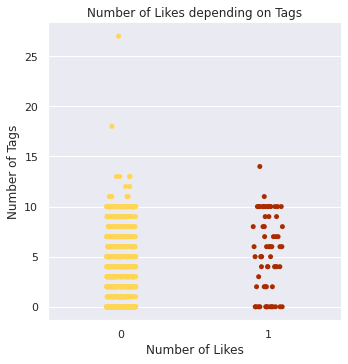 Number of Likes depending on Tags
Number of Tags
25
20
15
10
5
0
0 1
Number of Likes